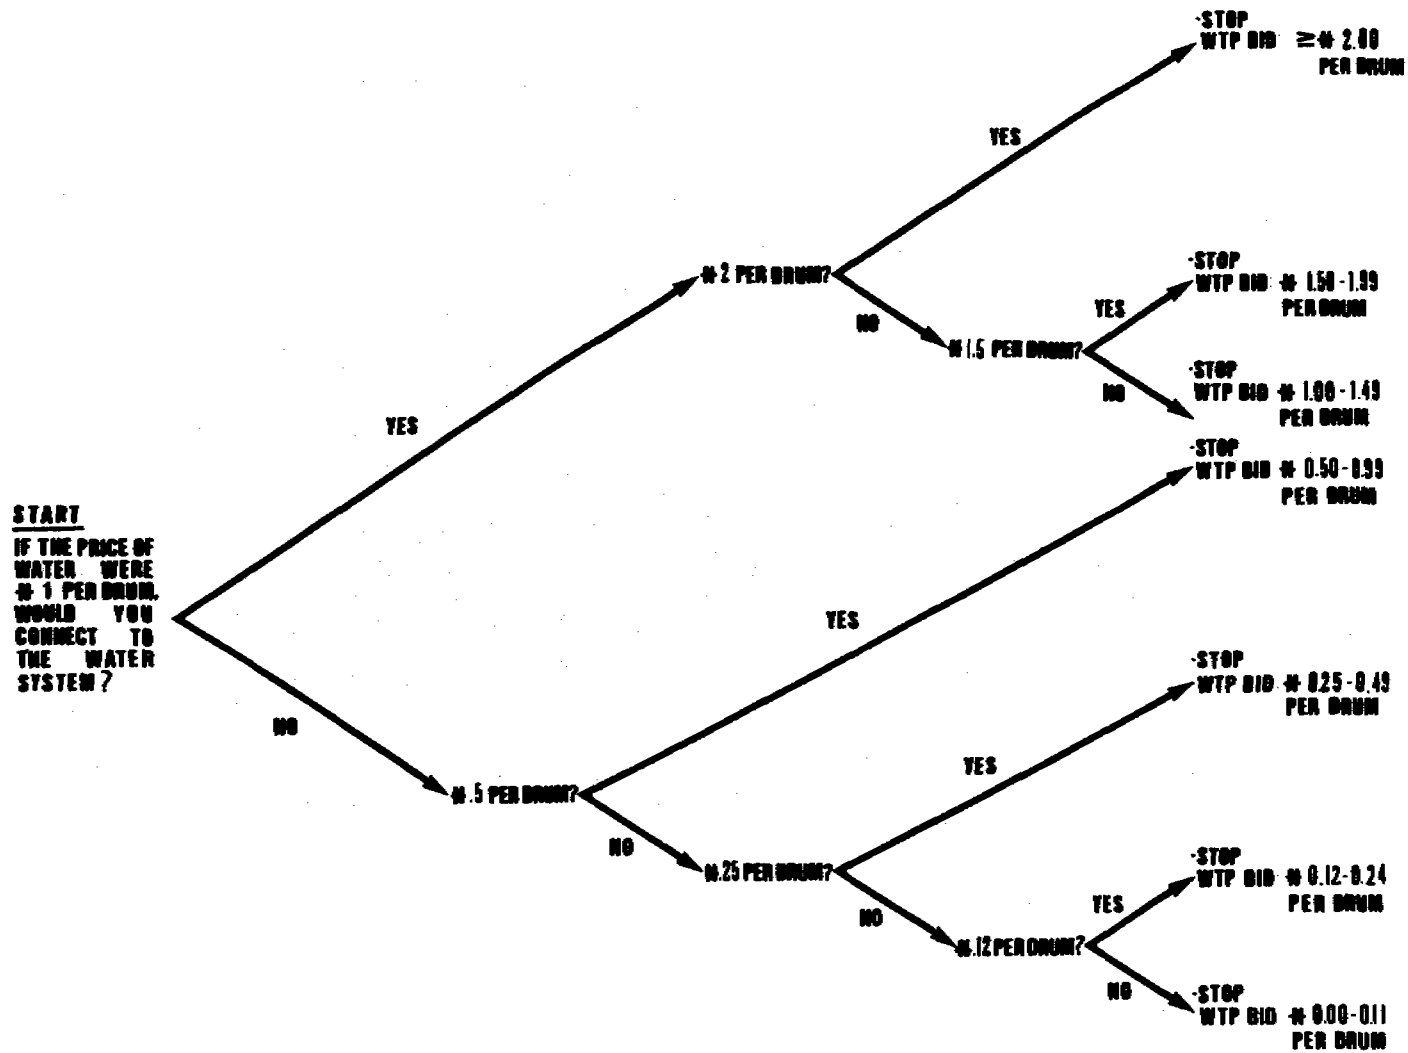 START
IF THE PRICE OF
WATER WERE
₦ 1 PER DRUM,
WOULD YOU
CONNECT TO
THE WATER
SYSTEM?
YES
NO
₦ 2 PER DRUM?
YES
NO
₦ 1.5 PER DRUM?
YES
NO
₦ .5 PER DRUM?
YES
NO
₦ .25 PER DRUM?
YES
NO
₦ .12 PER DRUM?
YES
NO
-STOP
WTP BID ≥ ₦ 2.00
PER DRUM
-STOP
WTP BID ₦ 1.50-1.99
PER DRUM
-STOP
WTP BID ₦ 1.00-1.49
PER DRUM
-STOP
WTP BID ₦ 0.50-0.99
PER DRUM
-STOP
WTP BID ₦ 0.25-0.49
PER DRUM
-STOP
WTP BID ₦ 0.12-0.24
PER DRUM
-STOP
WTP BID ₦ 0.00-0.11
PER DRUM